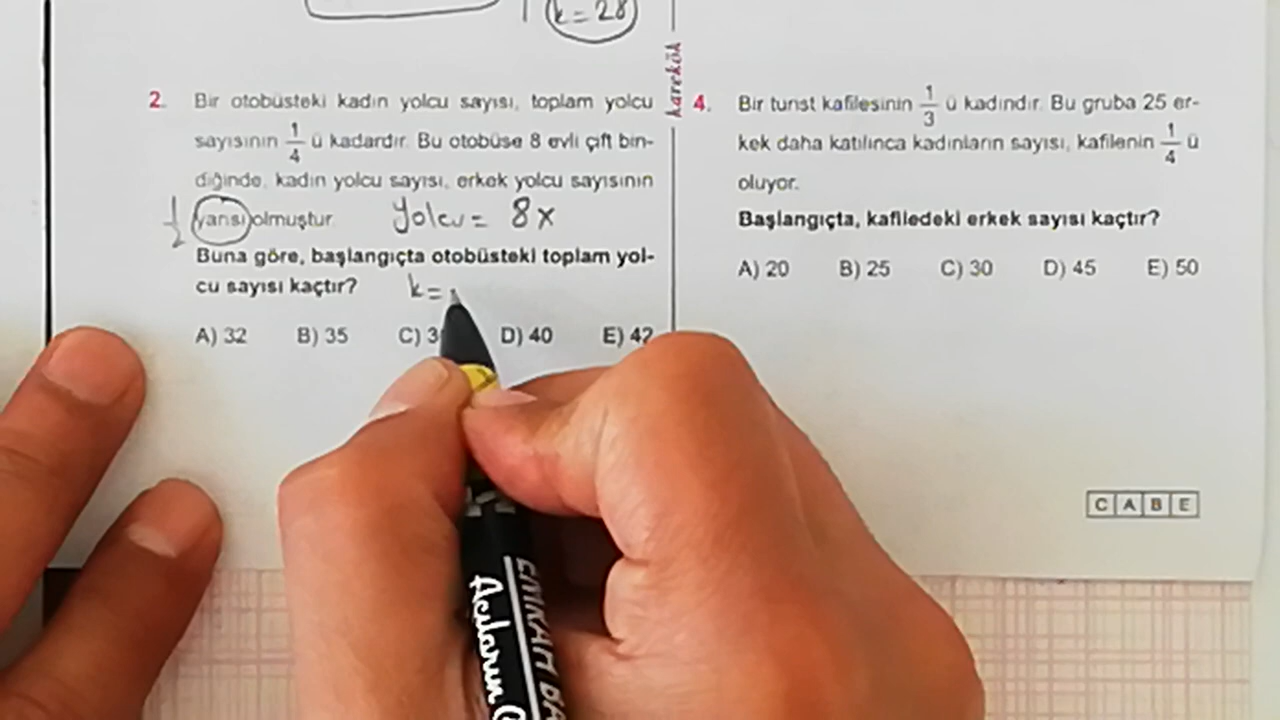 k = 28
2. Bir otobüsteki kadın yolcu sayısı, toplam yolcu
sayısının 1/4 ü kadardır. Bu otobüse 8 evli çift bin-
diğinde, kadın yolcu sayısı, erkek yolcu sayısının
1/2 yarısı olmuştur. Yolcu = 8x
Buna göre, başlangıçta otobüsteki toplam yol-
cu sayısı kaçtır? k =
A) 32 B) 35 C) 3 D) 40 E) 42
karekök
4. Bir turist kafilesinin 1/3 ü kadındır. Bu gruba 25 er-
kek daha katılınca kadınların sayısı, kafilenin 1/4 ü
oluyor.
Başlangıçta, kafiledeki erkek sayısı kaçtır?
A) 20 B) 25 C) 30 D) 45 E) 50
C A B E
Acıların